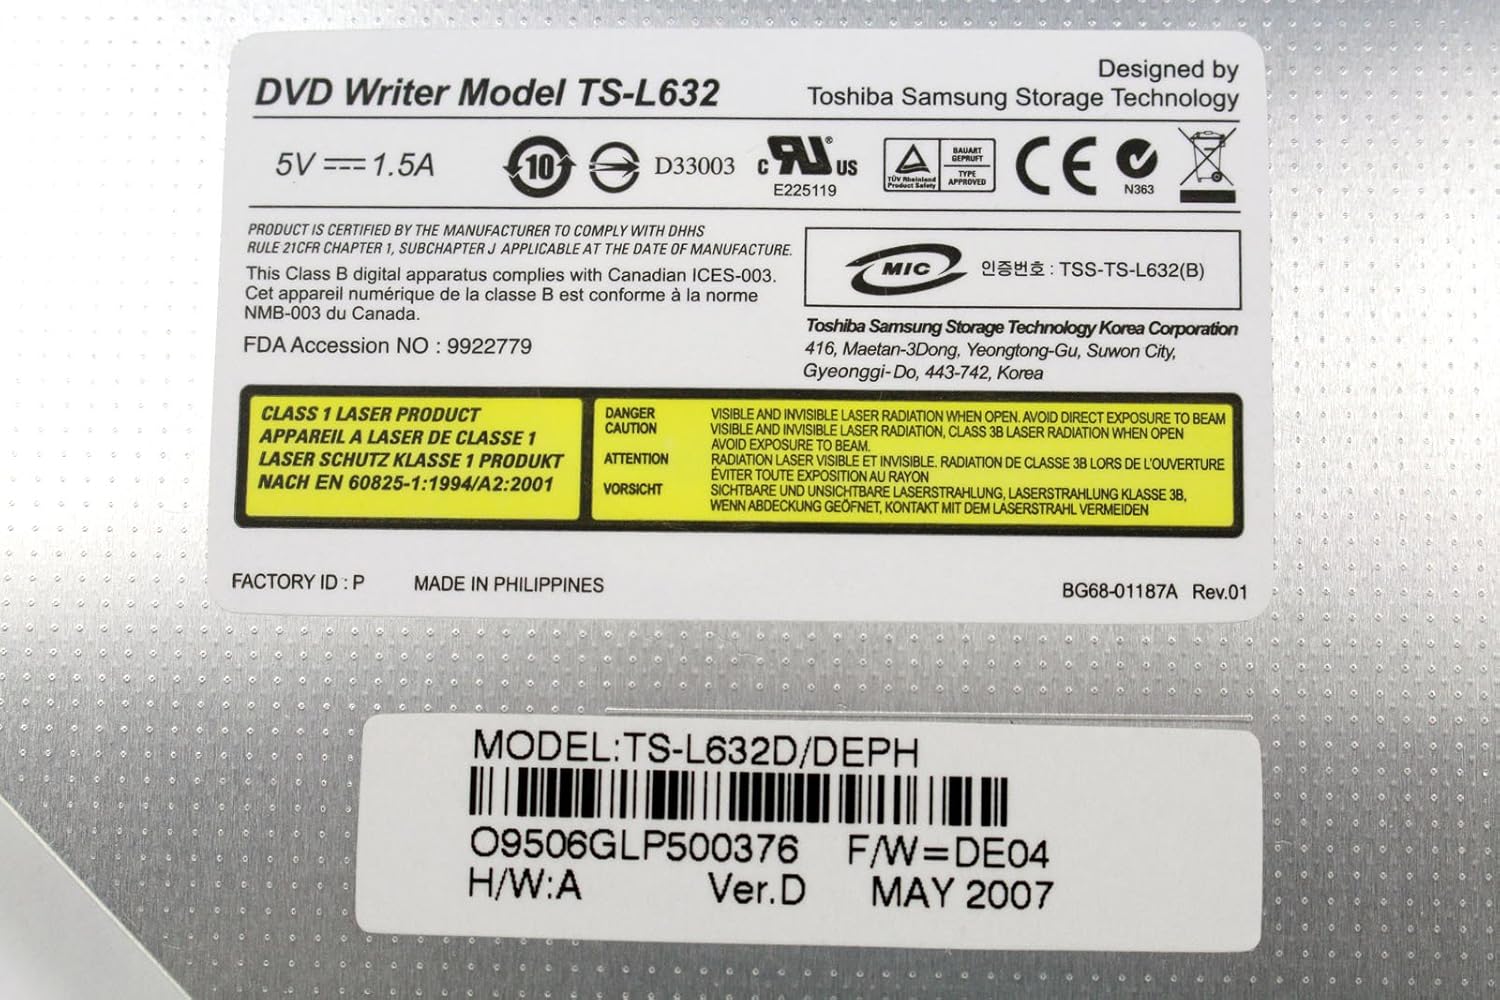 DVD Writer Model TS-L632
Designed by
Toshiba Samsung Storage Technology
5V ⎓ 1.5A
10
D33003
c RU® US
E225119
TÜV Rheinland
Product Safety
BAUART
GEPRUFT
TYPE
APPROVED
CE
N363
PRODUCT IS CERTIFIED BY THE MANUFACTURER TO COMPLY WITH DHHS
RULE 21CFR CHAPTER 1, SUBCHAPTER J APPLICABLE AT THE DATE OF MANUFACTURE.
This Class B digital apparatus complies with Canadian ICES-003.
Cet appareil numérique de la classe B est conforme à la norme
NMB-003 du Canada.
FDA Accession NO : 9922779
MIC 인증번호 : TSS-TS-L632(B)
Toshiba Samsung Storage Technology Korea Corporation
416, Maetan-3Dong, Yeongtong-Gu, Suwon City,
Gyeonggi-Do, 443-742, Korea
CLASS 1 LASER PRODUCT
APPAREIL A LASER DE CLASSE 1
LASER SCHUTZ KLASSE 1 PRODUKT
NACH EN 60825-1:1994/A2:2001
DANGER VISIBLE AND INVISIBLE LASER RADIATION WHEN OPEN. AVOID DIRECT EXPOSURE TO BEAM
CAUTION VISIBLE AND INVISIBLE LASER RADIATION, CLASS 3B LASER RADIATION WHEN OPEN
AVOID EXPOSURE TO BEAM.
ATTENTION RADIATION LASER VISIBLE ET INVISIBLE. RADIATION DE CLASSE 3B LORS DE L'OUVERTURE
ÉVITER TOUTE EXPOSITION AU RAYON
VORSICHT SICHTBARE UND UNSICHTBARE LASERSTRAHLUNG, LASERSTRAHLUNG KLASSE 3B,
WENN ABDECKUNG GEÖFNET, KONTAKT MIT DEM LASERSTRAHL VERMEIDEN
FACTORY ID : P MADE IN PHILIPPINES
BG68-01187A Rev.01
MODEL:TS-L632D/DEPH
O9506GLP500376 F/W=DE04
H/W:A Ver.D MAY 2007